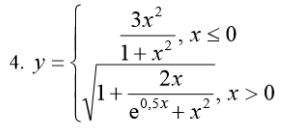 4. y = { 3x² / (1 + x²), x ≤ 0
√(1 + 2x / (e^(0,5x) + x²)), x > 0